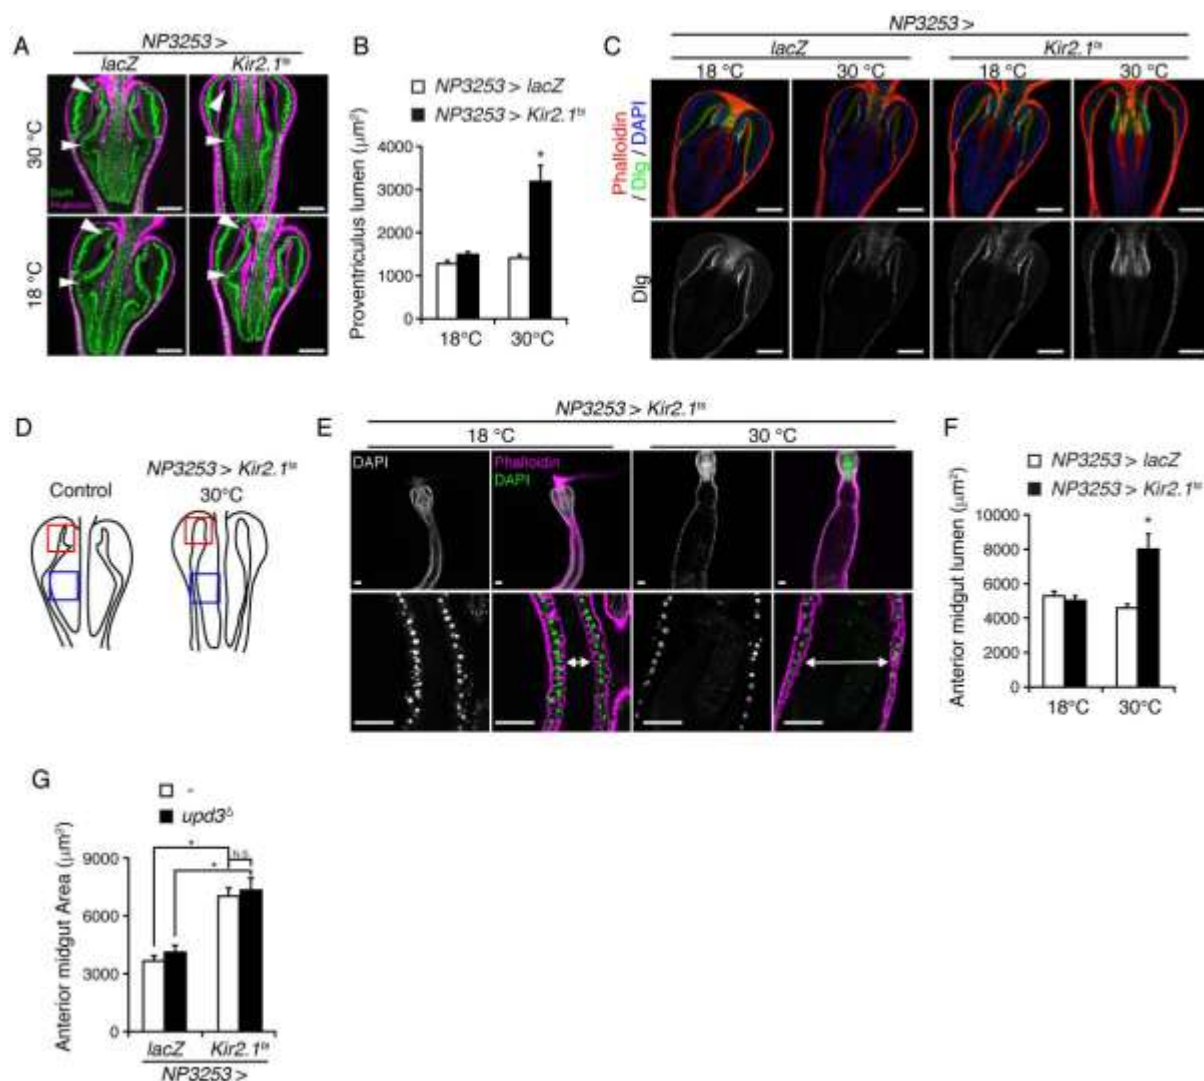 A
NP3253 >
lacZ Kir2.1ts
30 °C
DAPI
Phalloidin
18 °C
B
NP3253 > lacZ
NP3253 > Kir2.1ts
Proventriculus lumen (μm2)
4000
3000
2000
1000
0
*
18°C 30°C
C
NP3253 >
lacZ Kir2.1ts
18 °C 30 °C 18 °C 30 °C
Phalloidin
/ Dlg / DAPI
Dlg
D
NP3253 > Kir2.1ts
Control 30°C
E
NP3253 > Kir2.1ts
18 °C 30 °C
DAPI Phalloidin
DAPI
F
NP3253 > lacZ
NP3253 > Kir2.1ts
Anterior midgut lumen (μm2)
10000
8000
6000
4000
2000
0
*
18°C 30°C
G
-
upd3Δ
Anterior midgut Area (μm2)
9000
6000
3000
0
* N.S.
*
lacZ Kir2.1ts
NP3253 >